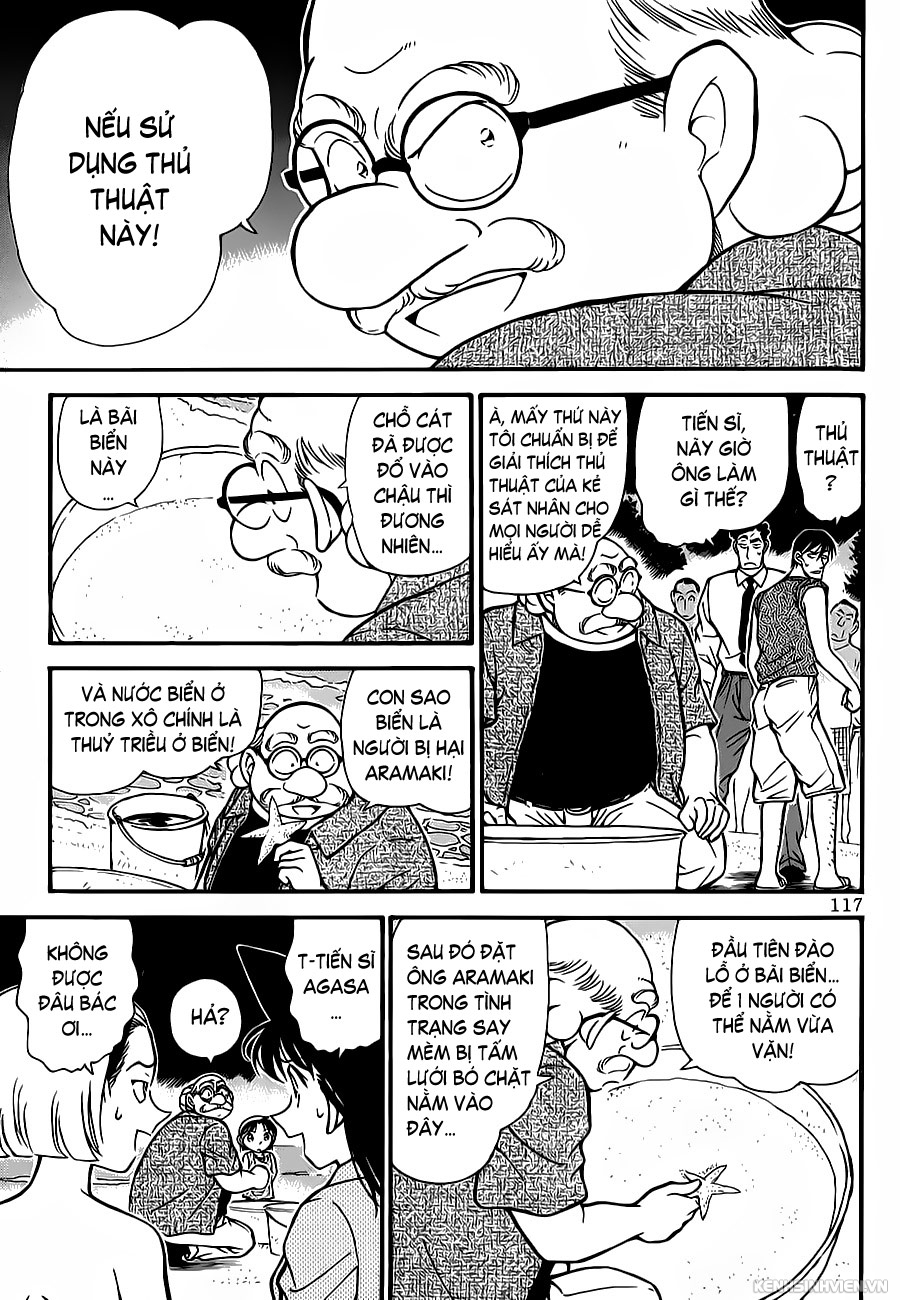 NẾU SỬ
DỤNG THỦ
THUẬT
NÀY!
THỦ
THUẬT
?
TIẾN SĨ,
NÀY GIỜ
ÔNG LÀM
GÌ THẾ?
À, MẤY THỨ NÀY
TÔI CHUẨN BỊ ĐỂ
GIẢI THÍCH THỦ
THUẬT CỦA KẺ
SÁT NHÂN CHO
MỌI NGƯỜI DỄ
HIỂU ẤY MÀ!
CHỖ CÁT
ĐÃ ĐƯỢC
ĐỔ VÀO
CHẬU THÌ
ĐƯƠNG
NHIÊN...
LÀ BÀI
BIỂN
NÀY
...
CON SAO
BIỂN LÀ
NGƯỜI BỊ HẠI
ARAMAKI!
VÀ NƯỚC BIỂN Ở
TRONG XÔ CHÍNH LÀ
THUỶ TRIỀU Ở BIỂN!
117
ĐẦU TIÊN ĐÀO
LỖ Ở BÀI BIỂN...
ĐỂ 1 NGƯỜI CÓ
THỂ NẰM VỪA
VẶN!
SAU ĐÓ ĐẶT
ÔNG ARAMAKI
TRONG TÌNH
TRẠNG SAY
MÈM BỊ TẤM
LƯỚI BÓ CHẶT
NẰM VÀO
ĐÂY...
T-TIẾN SĨ
AGASA
...
HẢ?
KHÔNG
ĐƯỢC
ĐÂU BÁC
ƠI...
KENHSINHVIEN.VN